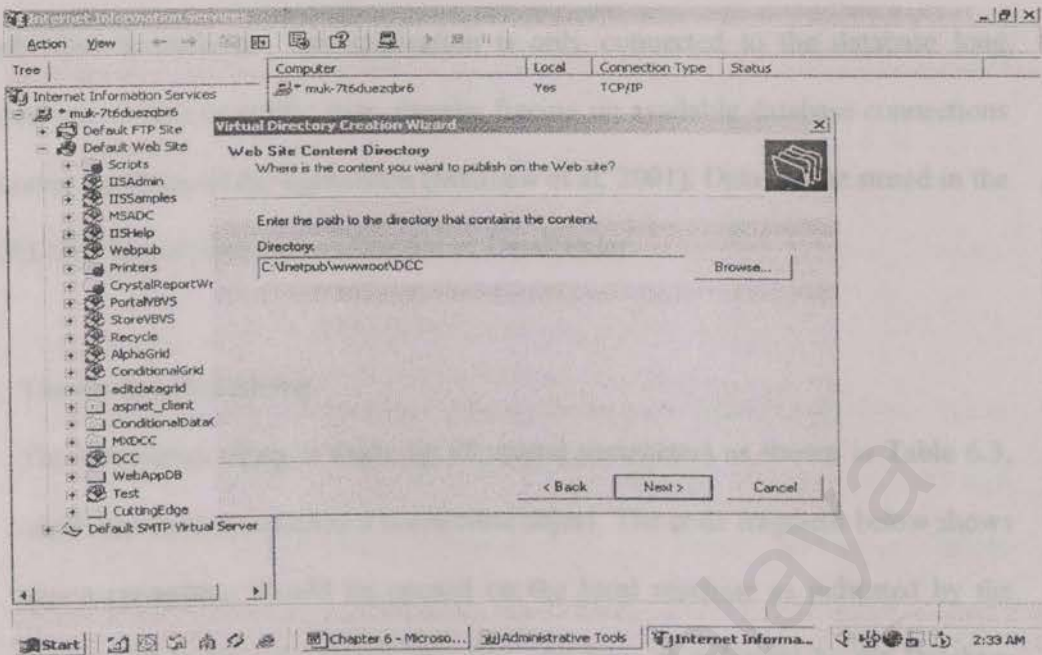 Internet Information Services
Action View
Tree
Computer Local Connection Type Status
Internet Information Services
* muk-7t6duezqbr6 Yes TCP/IP
* muk-7t6duezqbr6
Default FTP Site
Default Web Site
Scripts
IISAdmin
IISSamples
MSADC
IISHelp
Webpub
Printers
CrystalReportWe
PortalVBVS
StoreVBVS
Recycle
AlphaGrid
ConditionalGrid
editdatagrid
aspnet_client
ConditionalData
MXDCC
DCC
WebAppDB
Test
CuttingEdge
Default SMTP Virtual Server
Virtual Directory Creation Wizard
Web Site Content Directory
Where is the content you want to publish on the Web site?
Enter the path to the directory that contains the content.
Directory:
C:\Inetpub\wwwroot\DCC
Browse...
< Back Next > Cancel
Start Chapter 6 - Microso... Administrative Tools Internet Informa... 2:33 AM
laya